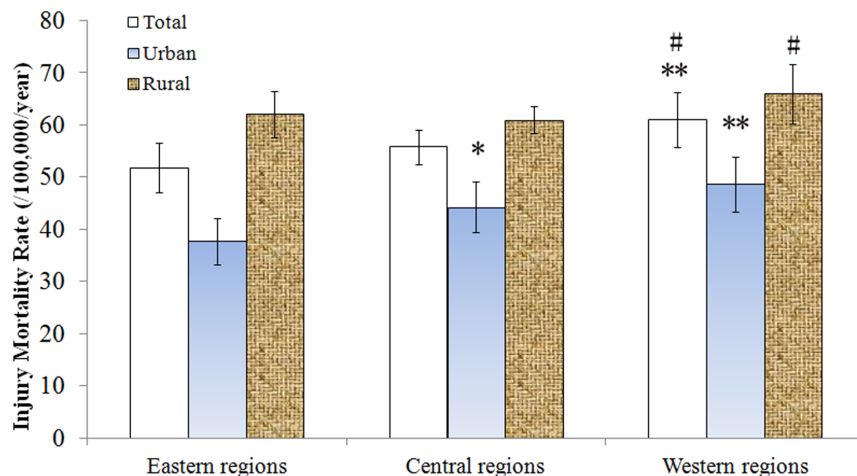 Injury Mortality Rate (/100,000/year)
80
70
60
50
40
30
20
10
0
Total
Urban
Rural
*
#
**
**
#
Eastern regions
Central regions
Western regions